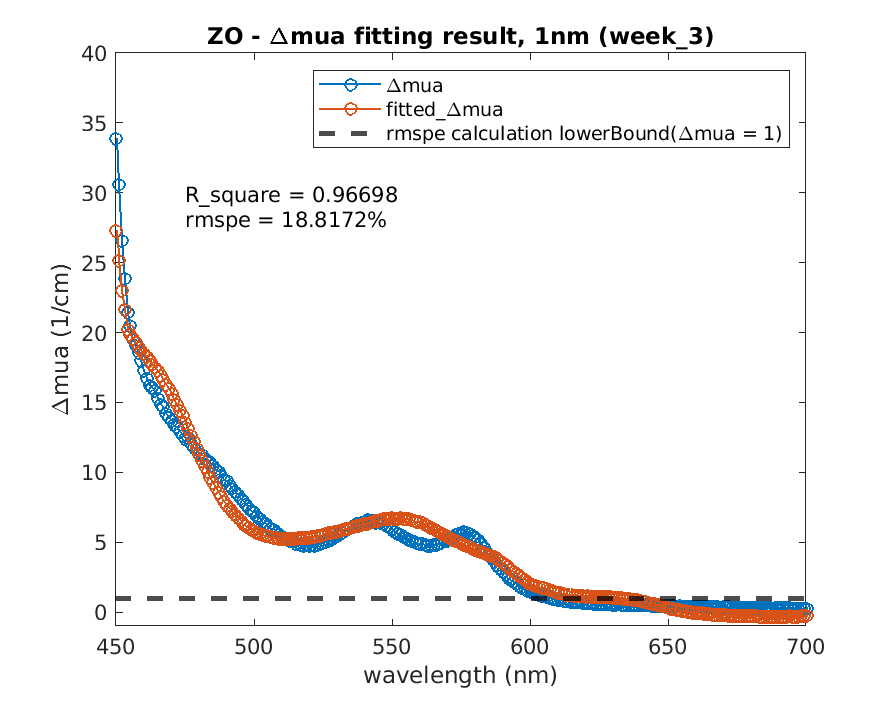 ZO - Δmua fitting result, 1nm (week_3)
40
35
30
25
20
15
10
5
0
Δmua (1/cm)
Δmua
fitted_Δmua
rmspe calculation lowerBound(Δmua = 1)
R_square = 0.96698
rmspe = 18.8172%
450
500
550
600
650
700
wavelength (nm)